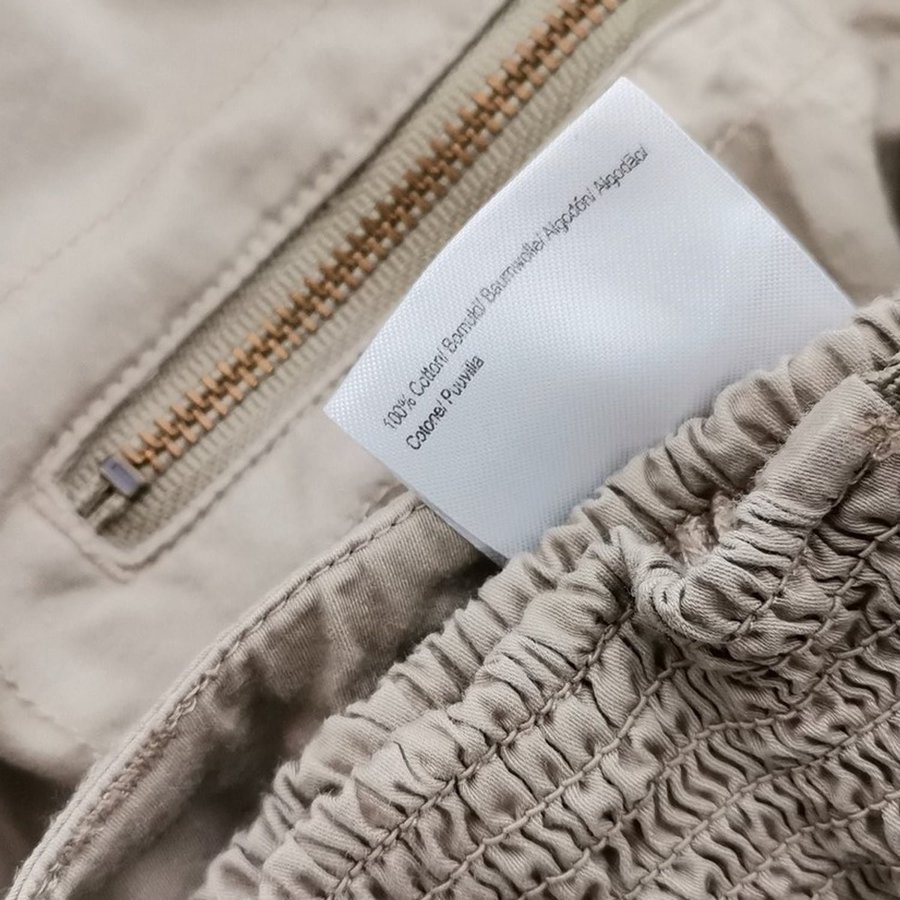 100% Cotton/ Bomuld/ Baumwolle/ Algodón/ Algodão/
Cotone/ Puuvilla